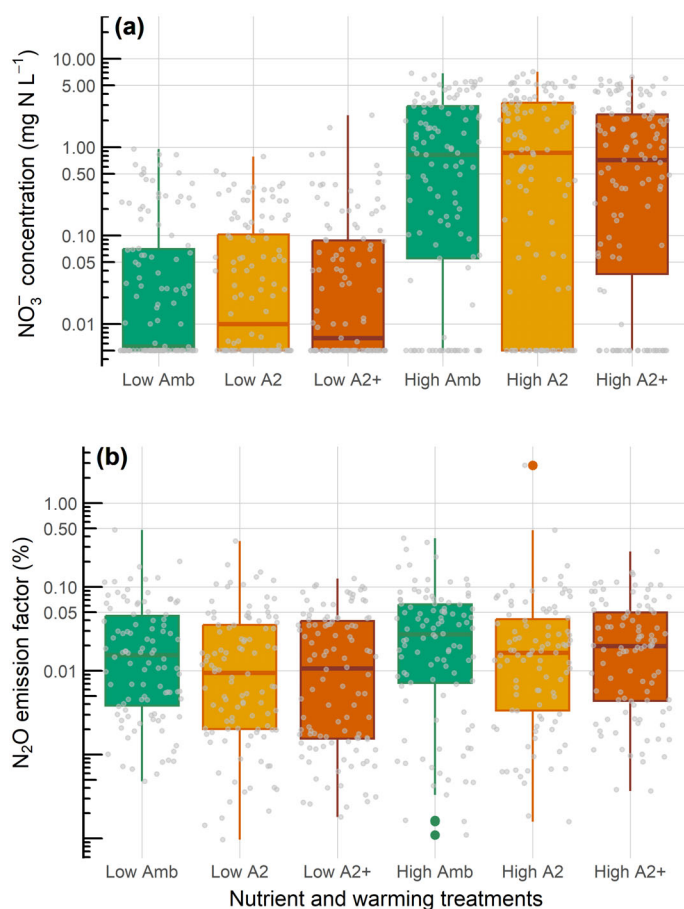 (a)
NO₃⁻ concentration (mg N L⁻¹)
10.00
5.00
1.00
0.50
0.10
0.05
0.01
Low Amb Low A2 Low A2+ High Amb High A2 High A2+
(b)
N₂O emission factor (%)
1.00
0.50
0.10
0.05
0.01
Low Amb Low A2 Low A2+ High Amb High A2 High A2+
Nutrient and warming treatments